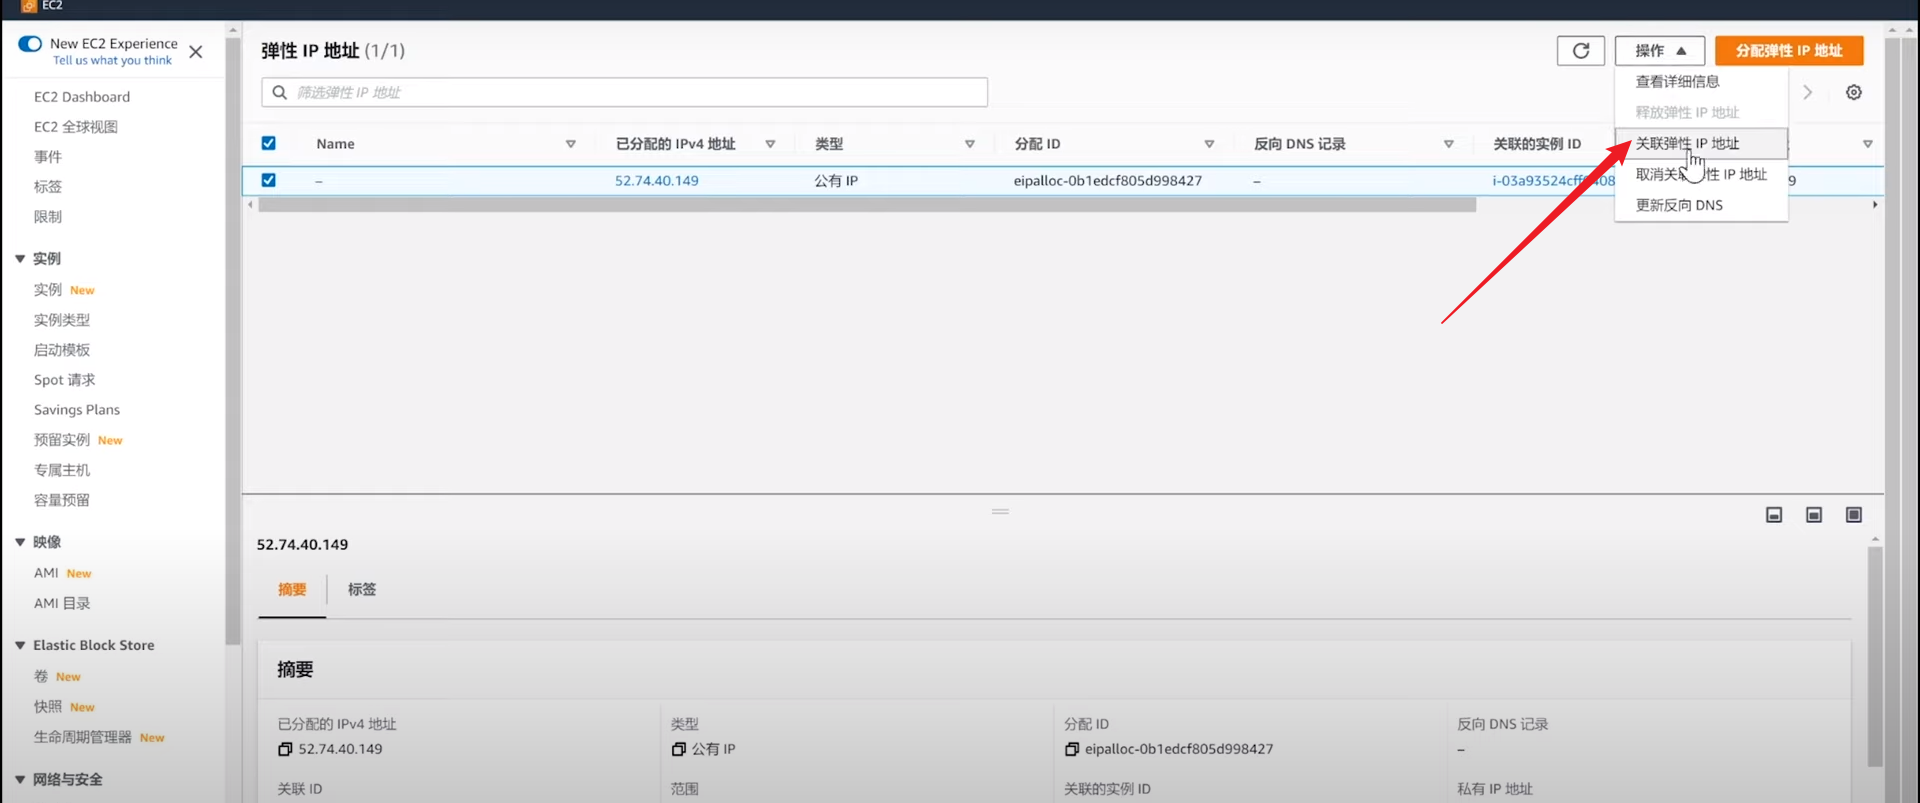 EC2
New EC2 Experience
Tell us what you think
EC2 Dashboard
EC2 全球视图
事件
标签
限制
实例
实例 New
实例类型
启动模板
Spot 请求
Savings Plans
预留实例 New
专属主机
容量预留
映像
AMI New
AMI 目录
Elastic Block Store
卷 New
快照 New
生命周期管理器 New
网络与安全
弹性 IP 地址 (1/1)
操作
分配弹性 IP 地址
筛选弹性 IP 地址
查看详细信息
释放弹性 IP 地址
关联弹性 IP 地址
取消关 性 IP 地址
更新反向 DNS
Name 已分配的 IPv4 地址 类型 分配 ID 反向 DNS 记录 关联的实例 ID
– 52.74.40.149 公有 IP eipalloc-0b1edcf805d998427 – 9
52.74.40.149
摘要 标签
摘要
已分配的 IPv4 地址 类型 分配 ID 反向 DNS 记录
52.74.40.149 公有 IP eipalloc-0b1edcf805d998427 –
关联 ID 范围 关联的实例 ID 私有 IP 地址